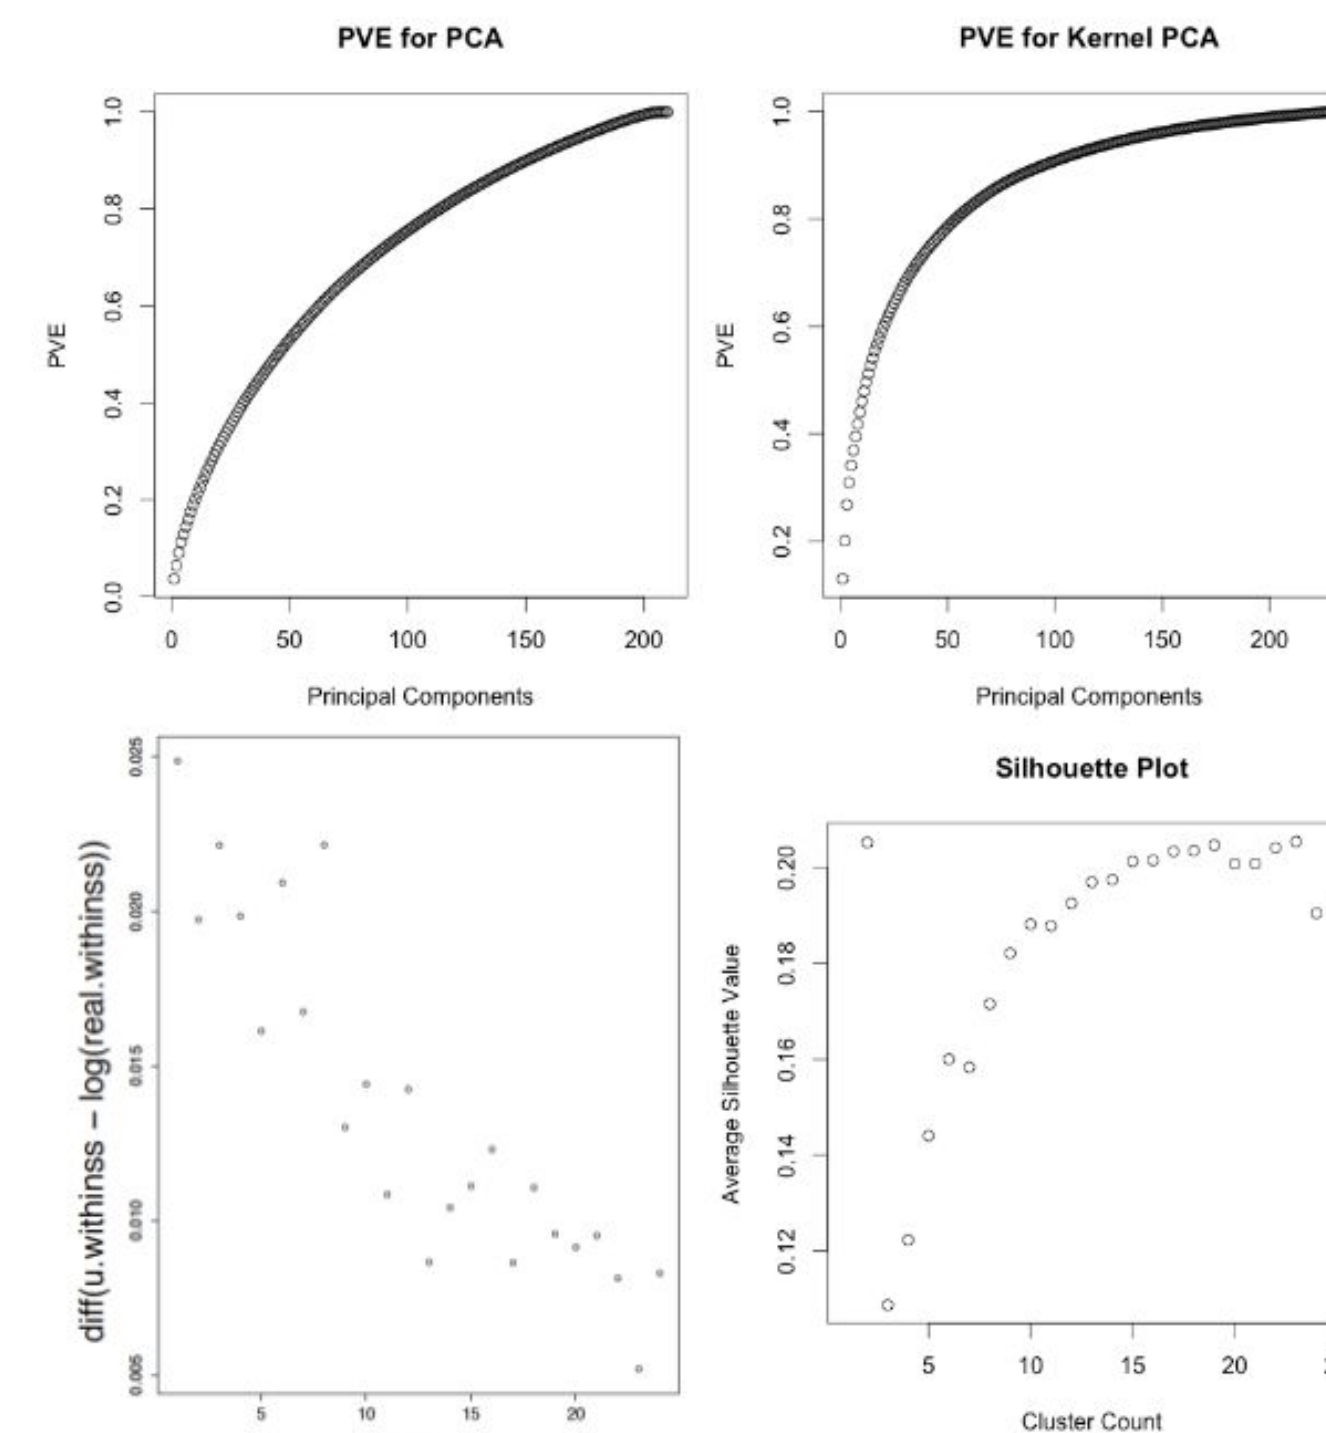 PVE for PCA
PVE
1.0
0.8
0.6
0.4
0.2
0.0
0 50 100 150 200
Principal Components
PVE for Kernel PCA
PVE
1.0
0.8
0.6
0.4
0.2
0 50 100 150 200
Principal Components
diff(u.withinss – log(real.withinss))
0.025
0.020
0.015
0.010
0.005
5 10 15 20
Silhouette Plot
Average Silhouette Value
0.20
0.18
0.16
0.14
0.12
5 10 15 20
Cluster Count